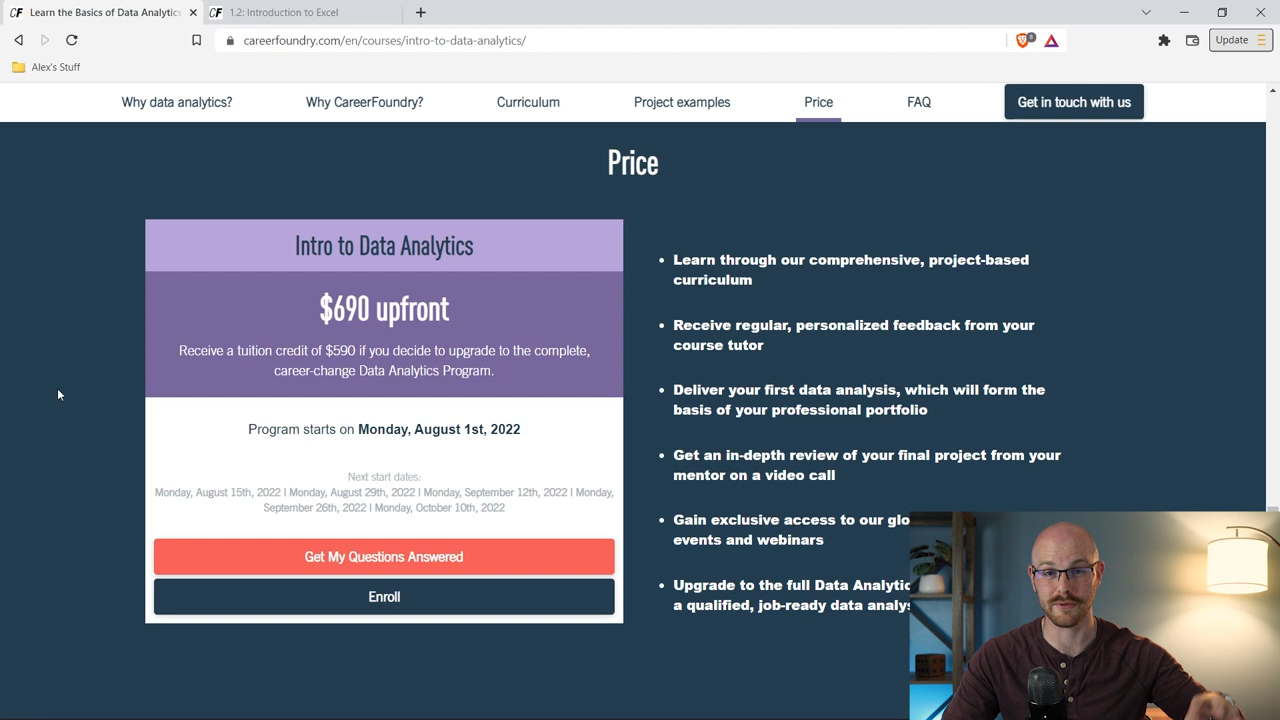 CF Learn the Basics of Data Analytics
CF 1.2: Introduction to Excel
careerfoundry.com/en/courses/intro-to-data-analytics/
8
Update
Alex's Stuff
Why data analytics?
Why CareerFoundry?
Curriculum
Project examples
Price
FAQ
Get in touch with us
Price
Intro to Data Analytics
$690 upfront
Receive a tuition credit of $590 if you decide to upgrade to the complete,
career-change Data Analytics Program.
Program starts on Monday, August 1st, 2022
Next start dates:
Monday, August 15th, 2022 | Monday, August 29th, 2022 | Monday, September 12th, 2022 | Monday,
September 26th, 2022 | Monday, October 10th, 2022
Get My Questions Answered
Enroll
• Learn through our comprehensive, project-based
curriculum
• Receive regular, personalized feedback from your
course tutor
• Deliver your first data analysis, which will form the
basis of your professional portfolio
• Get an in-depth review of your final project from your
mentor on a video call
• Gain exclusive access to our glo
events and webinars
• Upgrade to the full Data Analytic
a qualified, job-ready data analys